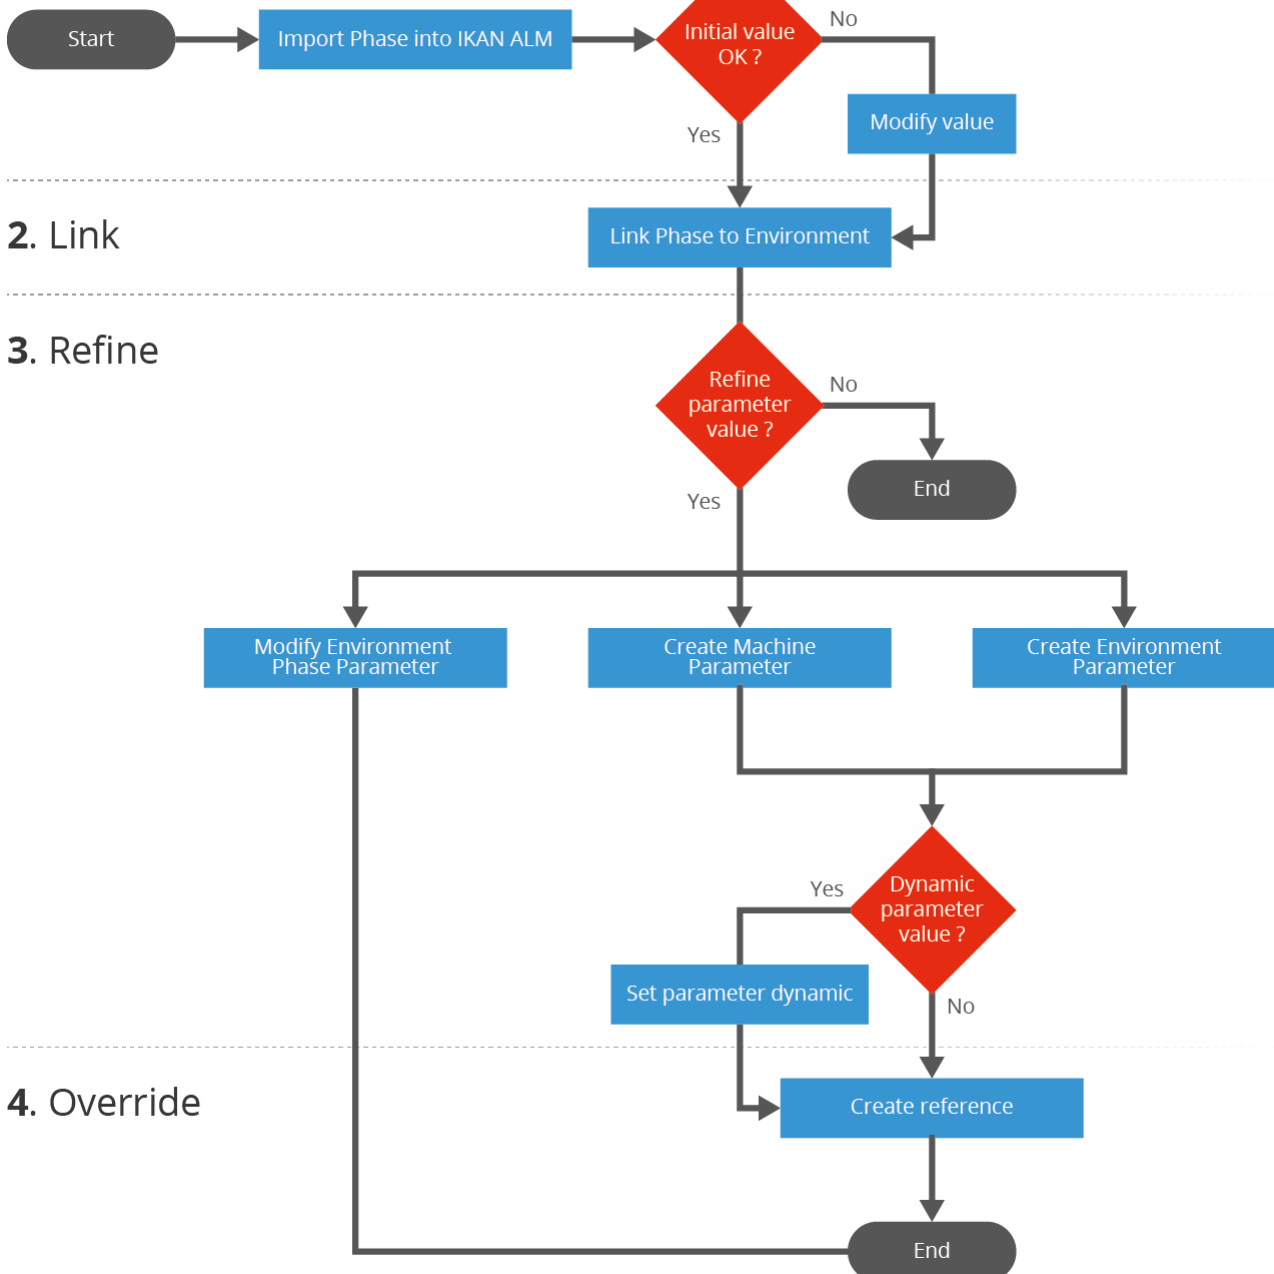 Start
Import Phase into IKAN ALM
Initial value
OK ?
No
Modify value
Yes
2. Link
Link Phase to Environment
3. Refine
Refine
parameter
value ?
No
End
Yes
Modify Environment
Phase Parameter
Create Machine
Parameter
Create Environment
Parameter
Yes
Dynamic
parameter
value ?
Set parameter dynamic
No
4. Override
Create reference
End